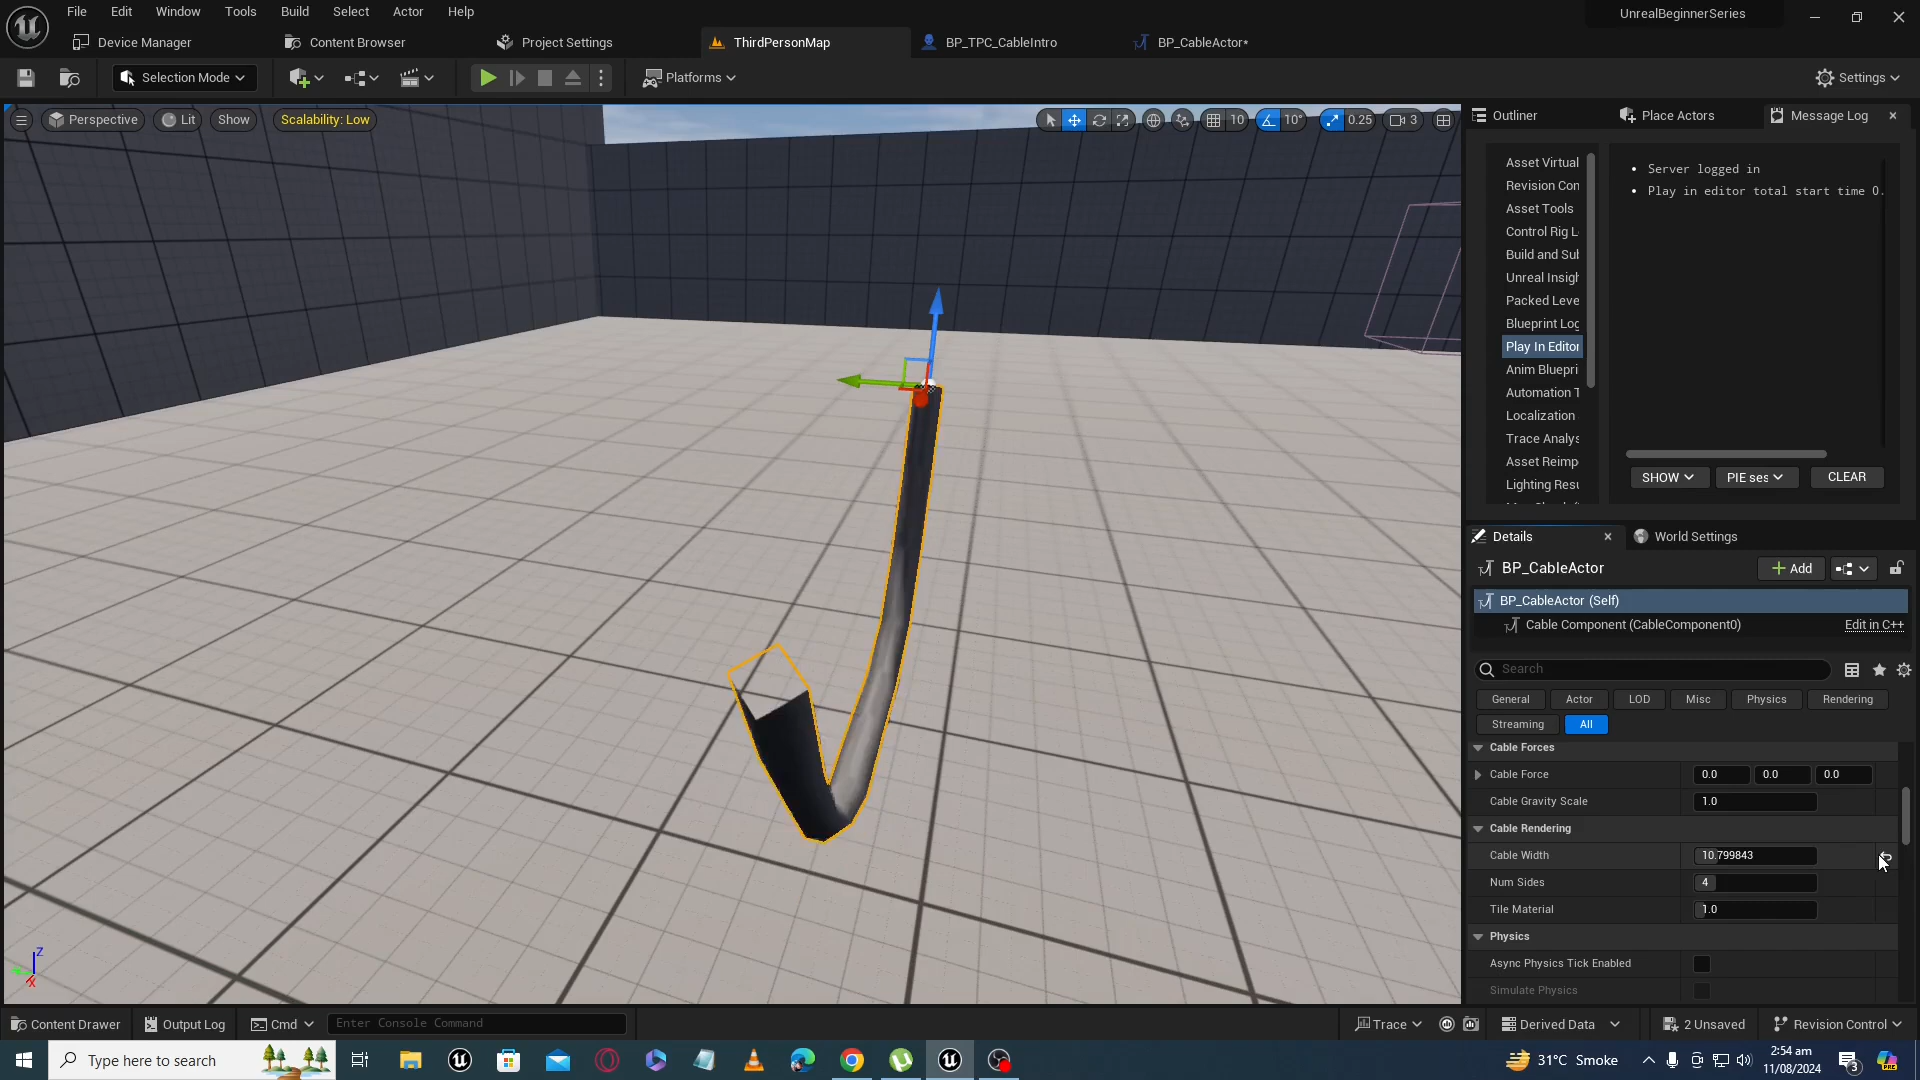 File Edit Window Tools Build Select Actor Help
UnrealBeginnerSeries
Device Manager Content Browser Project Settings ThirdPersonMap BP_TPC_CableIntro BP_CableActor*
Selection Mode Platforms Settings
Perspective Lit Show Scalability: Low 10 10° 0.25 3
Outliner Place Actors Message Log
Asset Virtual
Revision Con
Asset Tools
Control Rig L
Build and Sub
Unreal Insigh
Packed Leve
Blueprint Log
Play In Editor
Anim Bluepri
Automation T
Localization
Trace Analys
Asset Reimp
Lighting Resu
Server logged in
Play in editor total start time 0.
SHOW PIE ses CLEAR
Details World Settings
BP_CableActor Add
BP_CableActor (Self)
Cable Component (CableComponent0) Edit in C++
Search
General Actor LOD Misc Physics Rendering
Streaming All
Cable Forces
Cable Force 0.0 0.0 0.0
Cable Gravity Scale 1.0
Cable Rendering
Cable Width 10.799843
Num Sides 4
Tile Material 1.0
Physics
Async Physics Tick Enabled
Simulate Physics
Z
X
Content Drawer Output Log Cmd Enter Console Command Trace Derived Data 2 Unsaved Revision Control
Type here to search 31°C Smoke 2:54 am
11/08/2024 3